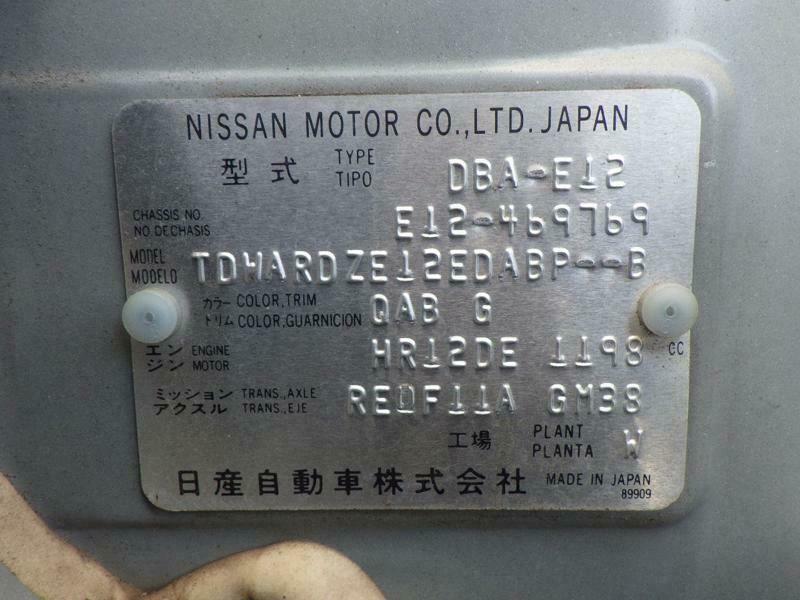 NISSAN MOTOR CO.,LTD. JAPAN
型式 TYPE TIPO DBA-E12
CHASSIS NO. NO. DECHASIS E12-469769
MODEL MODELO TDWARDZE12EDABP--B
カラー COLOR,TRIM トリム COLOR,GUARNICION QAB G
エンジン ENGINE MOTOR HR12DE 1198 CC
ミッション TRANS.,AXLE アクスル TRANS.,EJE RE0F11A GM38
工場 PLANT PLANTA W
日産自動車株式会社 MADE IN JAPAN
89909